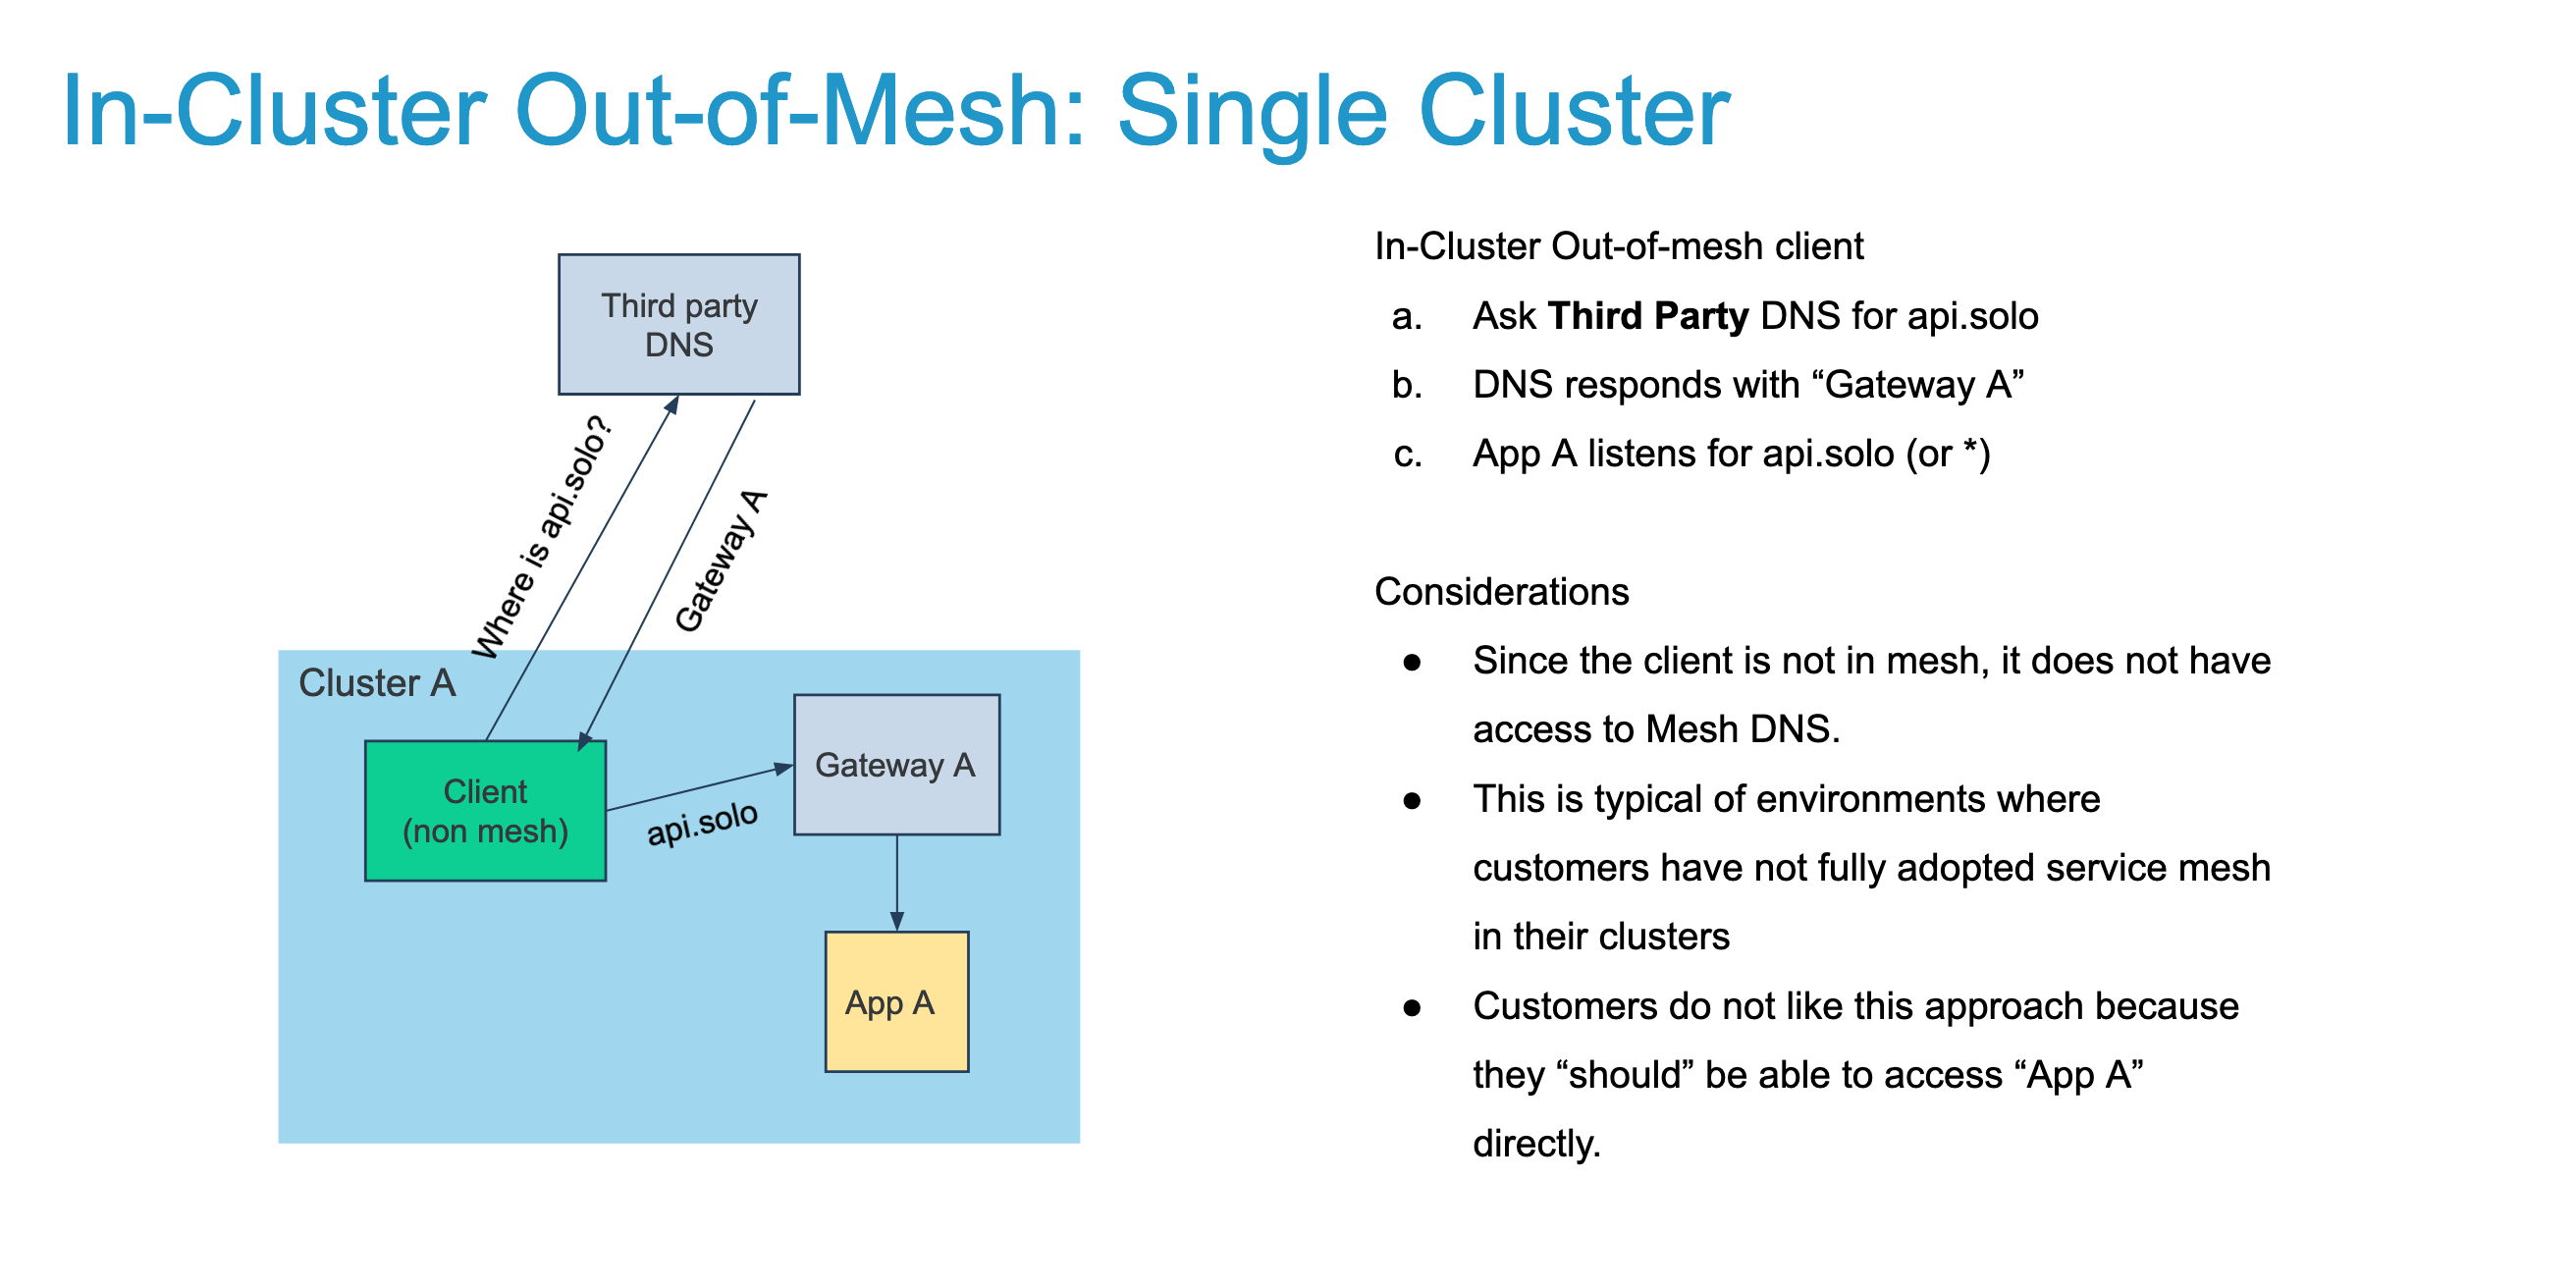 In-Cluster Out-of-Mesh: Single Cluster
Third party
DNS
Where is api.solo?
Gateway A
Cluster A
Client
(non mesh)
api.solo
Gateway A
App A
In-Cluster Out-of-mesh client
a. Ask Third Party DNS for api.solo
b. DNS responds with “Gateway A”
c. App A listens for api.solo (or *)
Considerations
● Since the client is not in mesh, it does not have
access to Mesh DNS.
● This is typical of environments where
customers have not fully adopted service mesh
in their clusters
● Customers do not like this approach because
they “should” be able to access “App A”
directly.